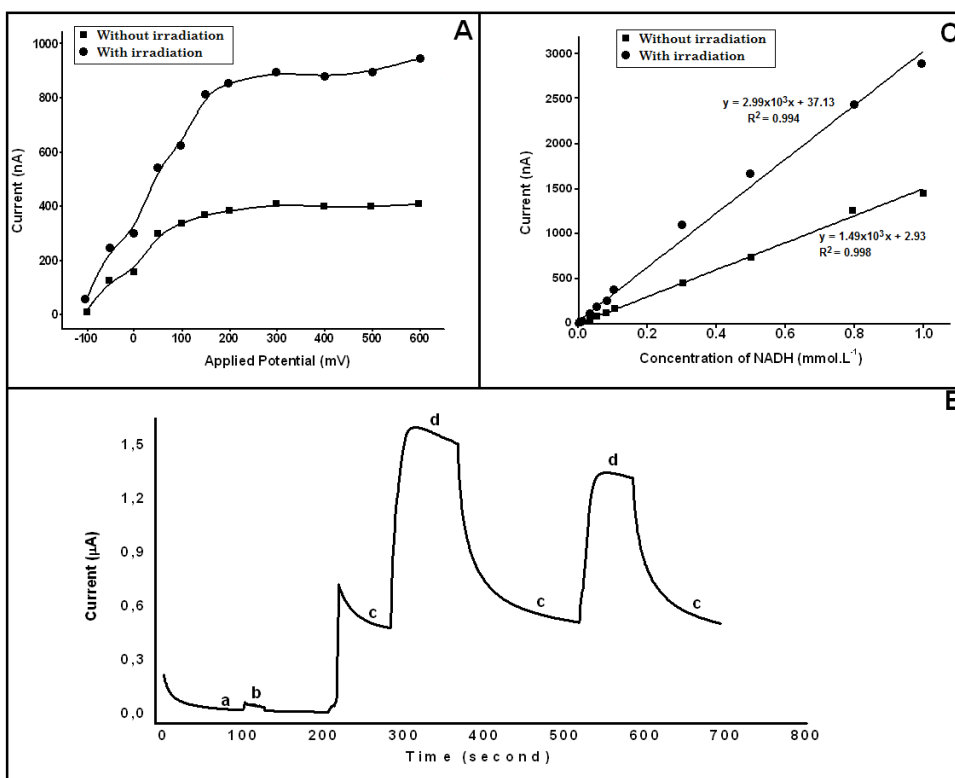 A
Without irradiation
With irradiation
1000
800
600
400
200
0
Current (nA)
-100 0 100 200 300 400 500 600
Applied Potential (mV)
C
Without irradiation
With irradiation
3000
2500
2000
1500
1000
500
0
Current (nA)
y = 2.99x10³x + 37.13
R² = 0.994
y = 1.49x10³x + 2.93
R² = 0.998
0.0 0.2 0.4 0.6 0.8 1.0
Concentration of NADH (mmol.L⁻¹)
1,5
1,2
0,9
0,6
0,3
0,0
Current (µA)
a b c d c d c
0 100 200 300 400 500 600 700 800
Time (second)